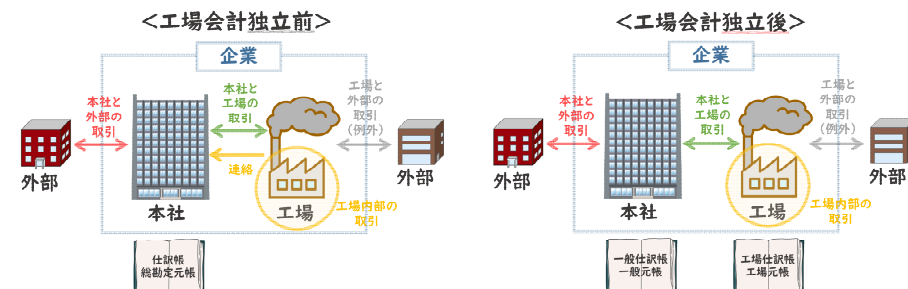 <工場会計独立前>
企業
本社と
外部の
取引
本社と
工場の
取引
工場と
外部の
取引
(例外)
連絡
外部
本社
工場
工場内部の
取引
外部
仕訳帳
総勘定元帳
<工場会計独立後>
企業
本社と
外部の
取引
本社と
工場の
取引
工場と
外部の
取引
(例外)
外部
本社
工場
工場内部の
取引
外部
一般仕訳帳
一般元帳
工場仕訳帳
工場元帳